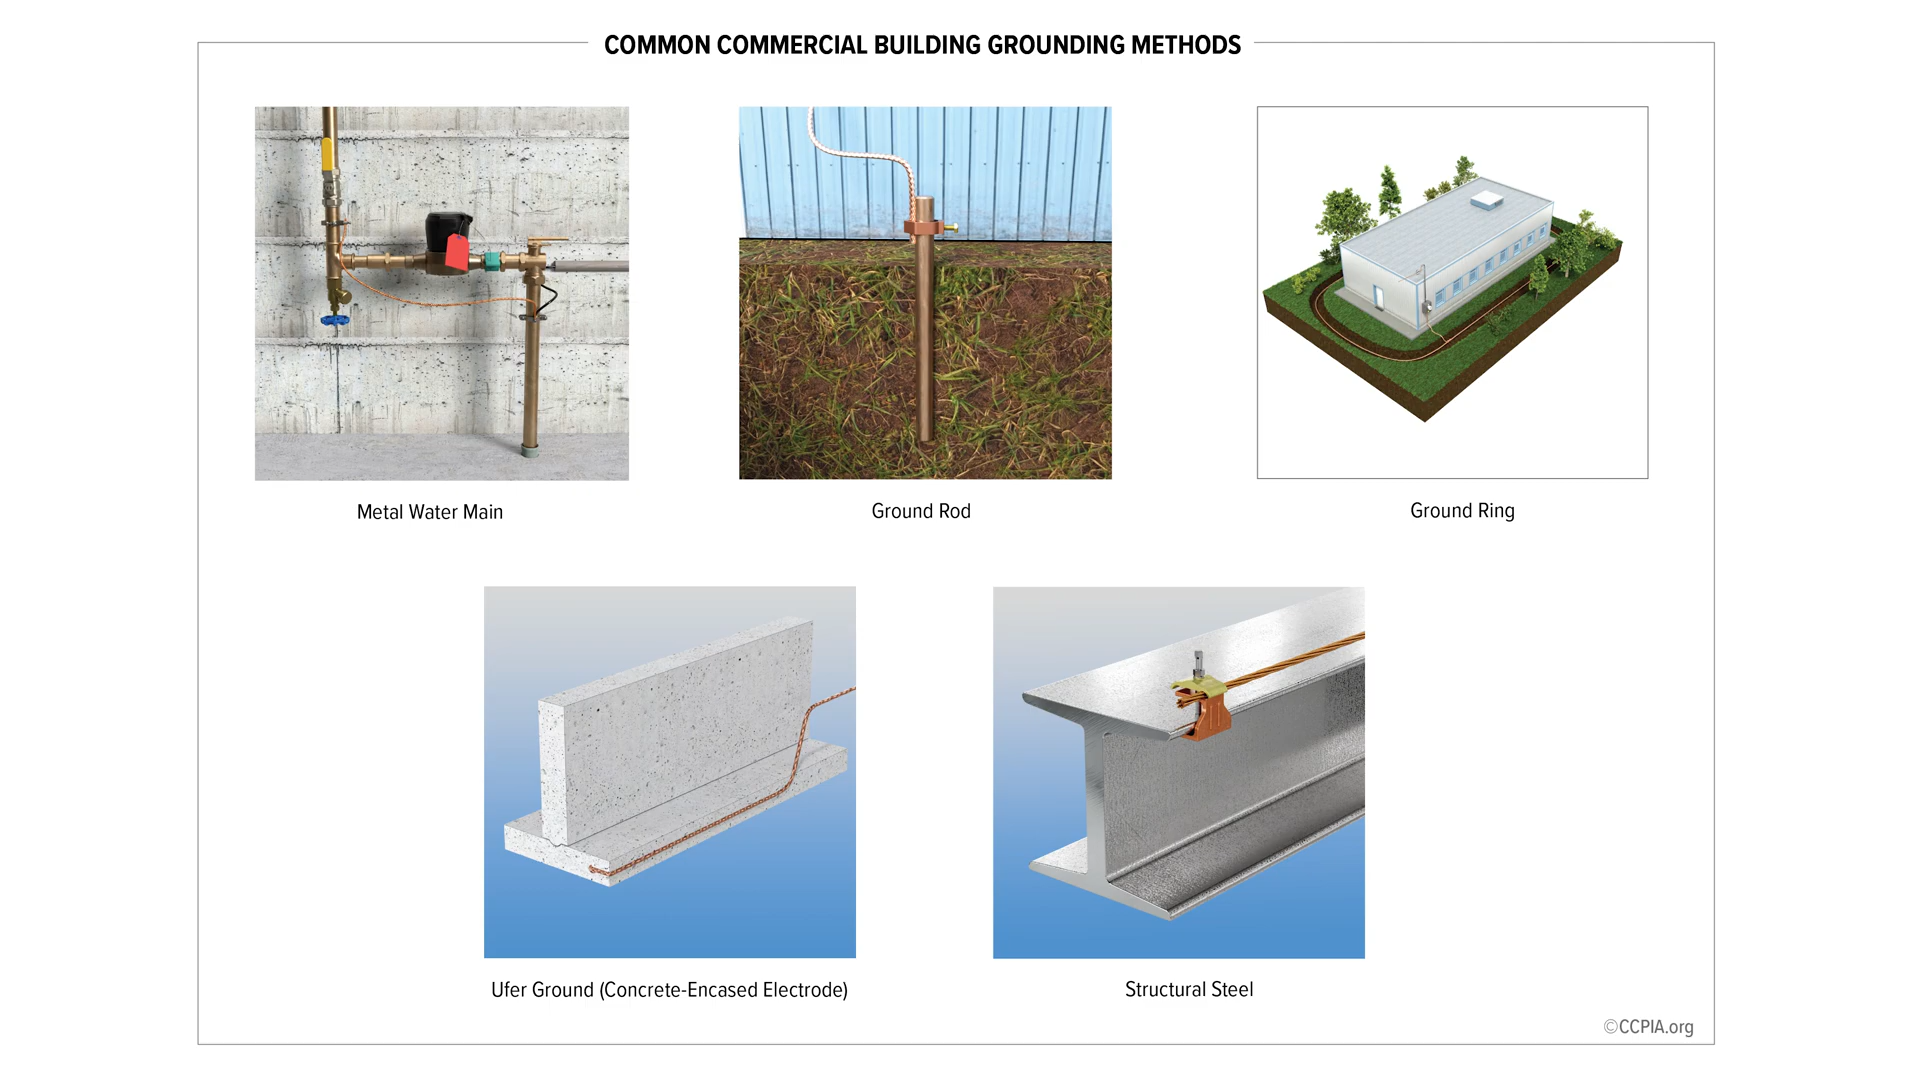 COMMON COMMERCIAL BUILDING GROUNDING METHODS
Metal Water Main
Ground Rod
Ground Ring
Ufer Ground (Concrete-Encased Electrode)
Structural Steel
©CCPIA.org